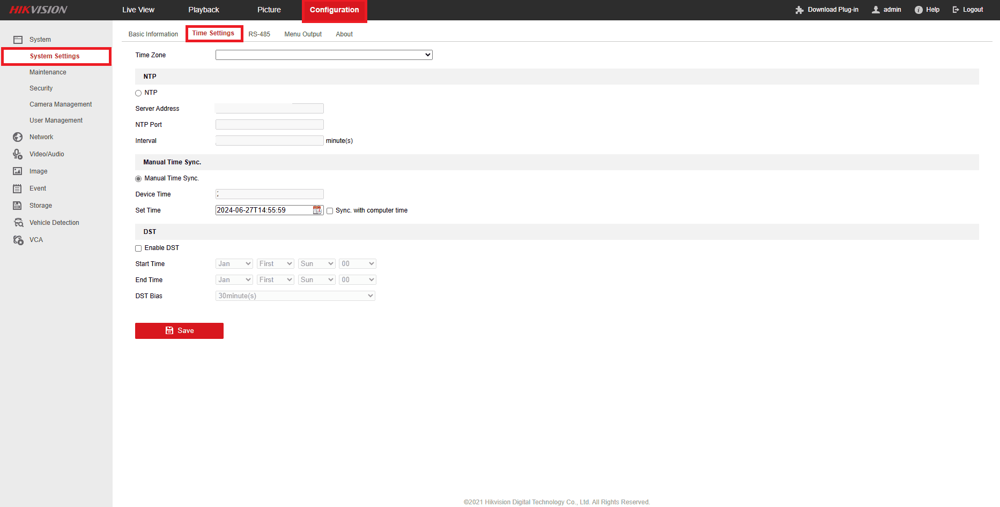 HIKVISION Live View Playback Picture Configuration Download Plug-in admin Help Logout
System
System Settings
Maintenance
Security
Camera Management
User Management
Network
Video/Audio
Image
Event
Storage
Vehicle Detection
VCA
Basic Information Time Settings RS-485 Menu Output About
Time Zone
NTP
NTP
Server Address
NTP Port
Interval minute(s)
Manual Time Sync.
Manual Time Sync.
Device Time
Set Time 2024-06-27T14:55:59 Sync. with computer time
DST
Enable DST
Start Time Jan First Sun 00
End Time Jan First Sun 00
DST Bias 30minute(s)
Save
©2021 Hikvision Digital Technology Co., Ltd. All Rights Reserved.